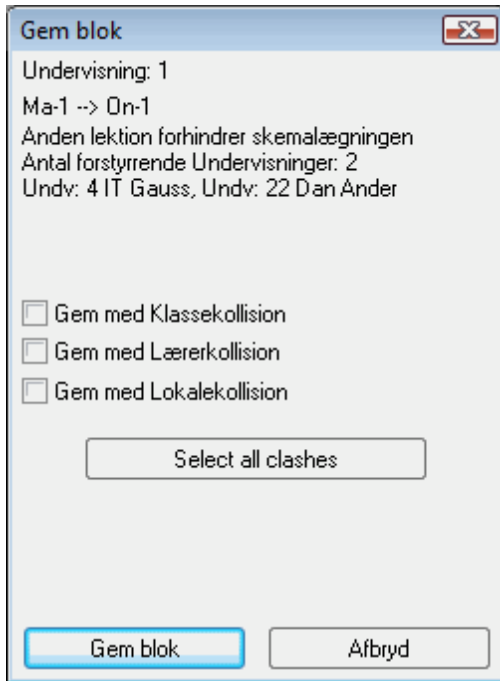 Gem blok
Undervisning: 1
Ma-1 --> On-1
Anden lektion forhindrer skemalægningen
Antal forstyrrende Undervisninger: 2
Undv: 4 IT Gauss, Undv: 22 Dan Ander
Gem med Klassekollision
Gem med Lærerkollision
Gem med Lokalekollision
Select all clashes
Gem blok
Afbryd